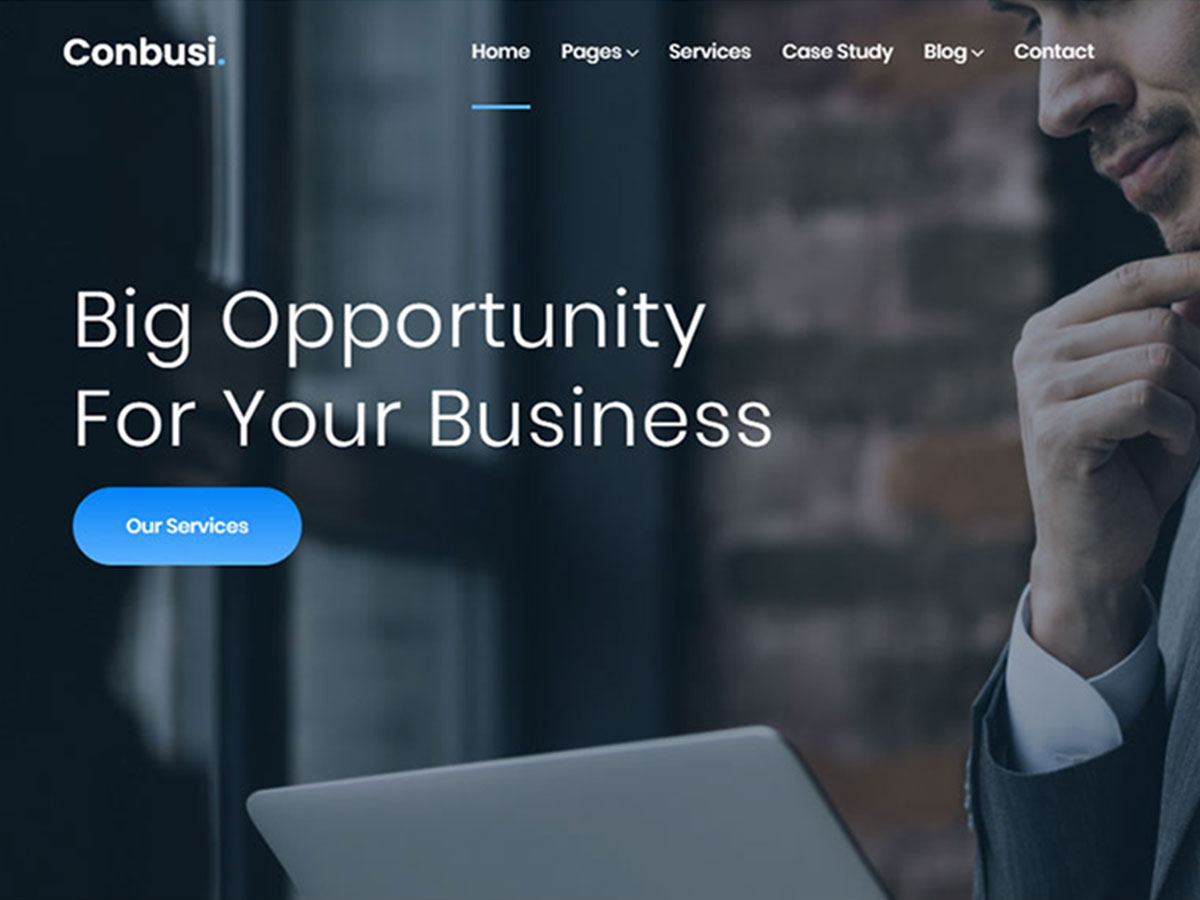 Conbusi.
Home Pages Services Case Study Blog Contact
Big Opportunity
For Your Business
Our Services